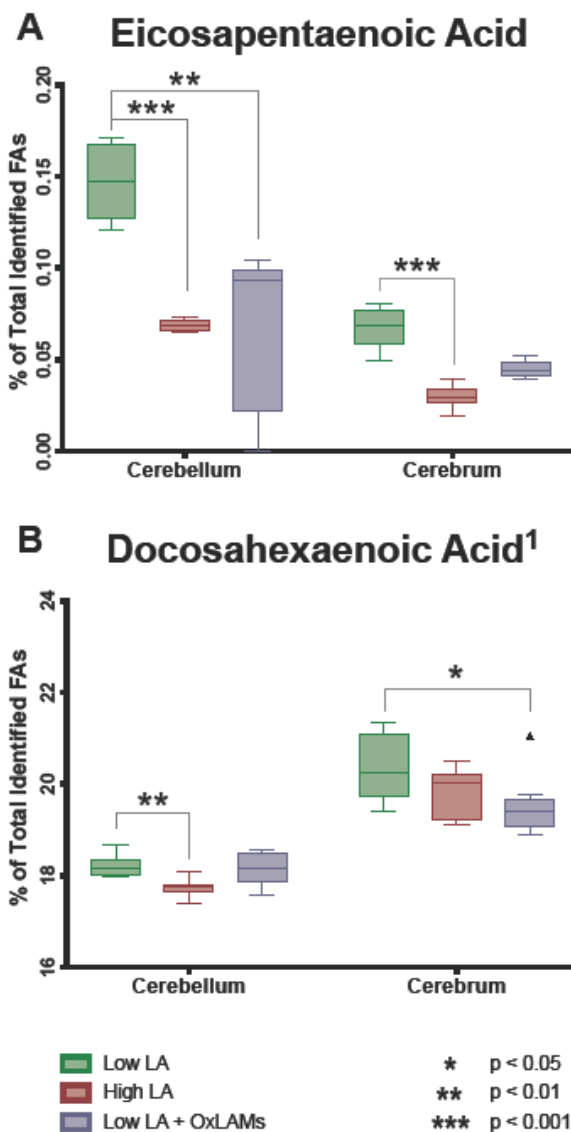 A Eicosapentaenoic Acid
% of Total Identified FAs
0.20
0.15
0.10
0.05
0.00
** 
***
***
Cerebellum Cerebrum
B Docosahexaenoic Acid¹
% of Total Identified FAs
24
22
20
18
16
*
**
Cerebellum Cerebrum
Low LA * p < 0.05
High LA ** p < 0.01
Low LA + OxLAMs *** p < 0.001